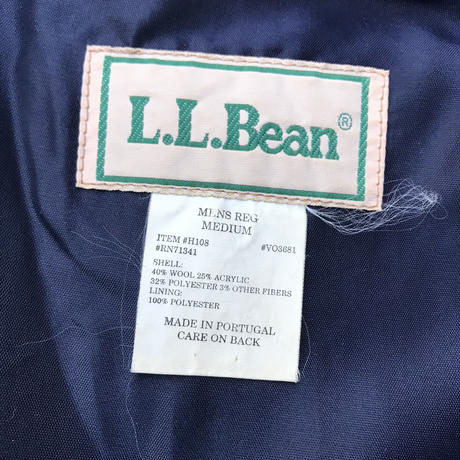 L.L.Bean®
MENS REG
MEDIUM
ITEM #H108 #VO3681
#RN71341
SHELL:
40% WOOL 25% ACRYLIC
32% POLYESTER 3% OTHER FIBERS
LINING:
100% POLYESTER
MADE IN PORTUGAL
CARE ON BACK